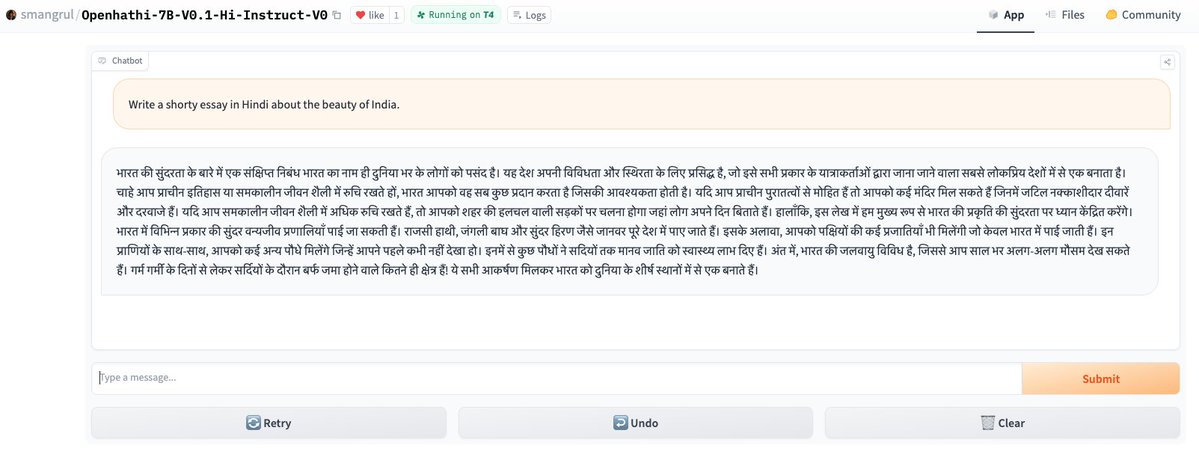 smangrul/Openhathi-7B-V0.1-Hi-Instruct-V0 like 1 Running on T4 Logs App Files Community
Chatbot
Write a shorty essay in Hindi about the beauty of India.
भारत की सुंदरता के बारे में एक संक्षिप्त निबंध भारत का नाम ही दुनिया भर के लोगों को पसंद है। यह देश अपनी विविधता और स्थिरता के लिए प्रसिद्ध है, जो इसे सभी प्रकार के यात्राकर्ताओं द्वारा जाना जाने वाला सबसे लोकप्रिय देशों में से एक बनाता है।
चाहे आप प्राचीन इतिहास या समकालीन जीवन शैली में रुचि रखते हों, भारत आपको वह सब कुछ प्रदान करता है जिसकी आवश्यकता होती है। यदि आप प्राचीन पुरातत्वों से मोहित हैं तो आपको कई मंदिर मिल सकते हैं जिनमें जटिल नक्काशीदार दीवारें
और दरवाजे हैं। यदि आप समकालीन जीवन शैली में अधिक रुचि रखते हैं, तो आपको शहर की हलचल वाली सड़कों पर चलना होगा जहां लोग अपने दिन बिताते हैं। हालाँकि, इस लेख में हम मुख्य रूप से भारत की प्रकृति की सुंदरता पर ध्यान केंद्रित करेंगे।
भारत में विभिन्न प्रकार की सुंदर वन्यजीव प्रणालियाँ पाई जा सकती हैं। राजसी हाथी, जंगली बाघ और सुंदर हिरण जैसे जानवर पूरे देश में पाए जाते हैं। इसके अलावा, आपको पक्षियों की कई प्रजातियाँ भी मिलेंगी जो केवल भारत में पाई जाती हैं। इन
प्राणियों के साथ-साथ, आपको कई अन्य पौधे मिलेंगे जिन्हें आपने पहले कभी नहीं देखा हो। इनमें से कुछ पौधों ने सदियों तक मानव जाति को स्वास्थ्य लाभ दिए हैं। अंत में, भारत की जलवायु विविध है, जिससे आप साल भर अलग-अलग मौसम देख सकते
हैं। गर्म गर्मी के दिनों से लेकर सर्दियों के दौरान बर्फ जमा होने वाले कितने ही क्षेत्र हैं! ये सभी आकर्षण मिलकर भारत को दुनिया के शीर्ष स्थानों में से एक बनाते हैं।
Type a message... Submit
Retry Undo Clear